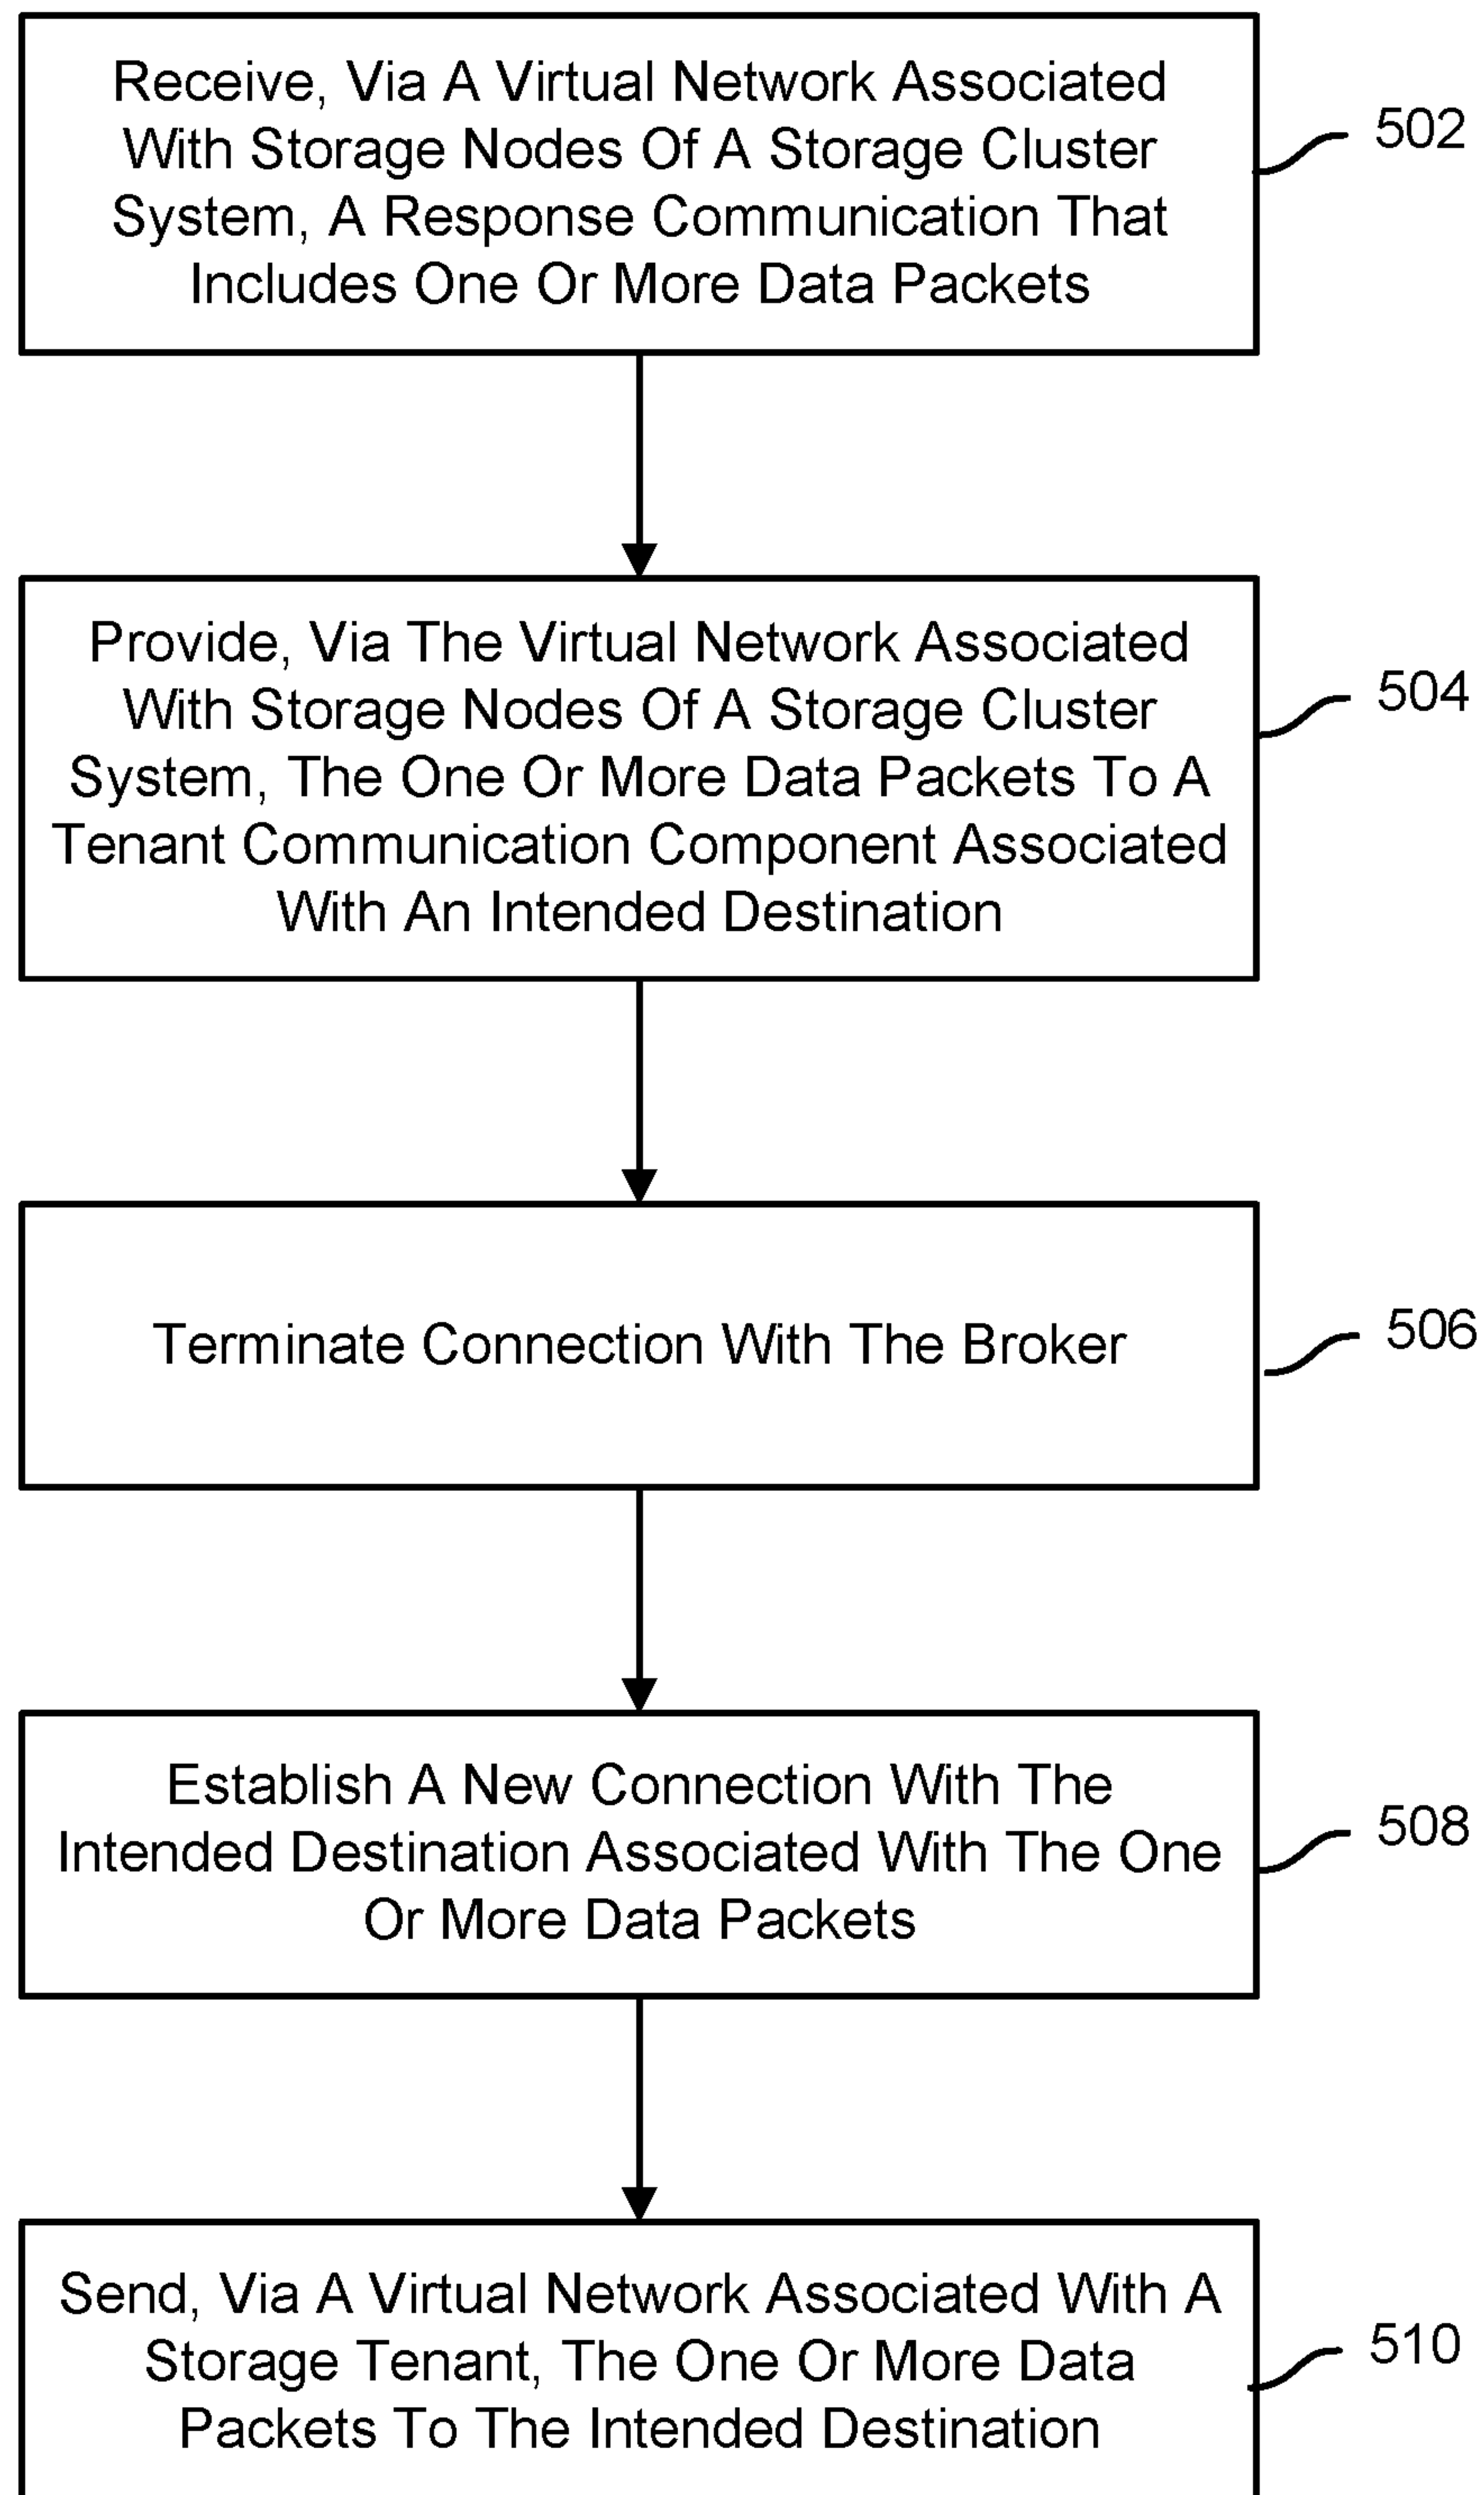 Receive, Via A Virtual Network Associated
With Storage Nodes Of A Storage Cluster
System, A Response Communication That
Includes One Or More Data Packets
502
Provide, Via The Virtual Network Associated
With Storage Nodes Of A Storage Cluster
System, The One Or More Data Packets To A
Tenant Communication Component Associated
With An Intended Destination
504
Terminate Connection With The Broker
506
Establish A New Connection With The
Intended Destination Associated With The One
Or More Data Packets
508
Send, Via A Virtual Network Associated With A
Storage Tenant, The One Or More Data
Packets To The Intended Destination
510